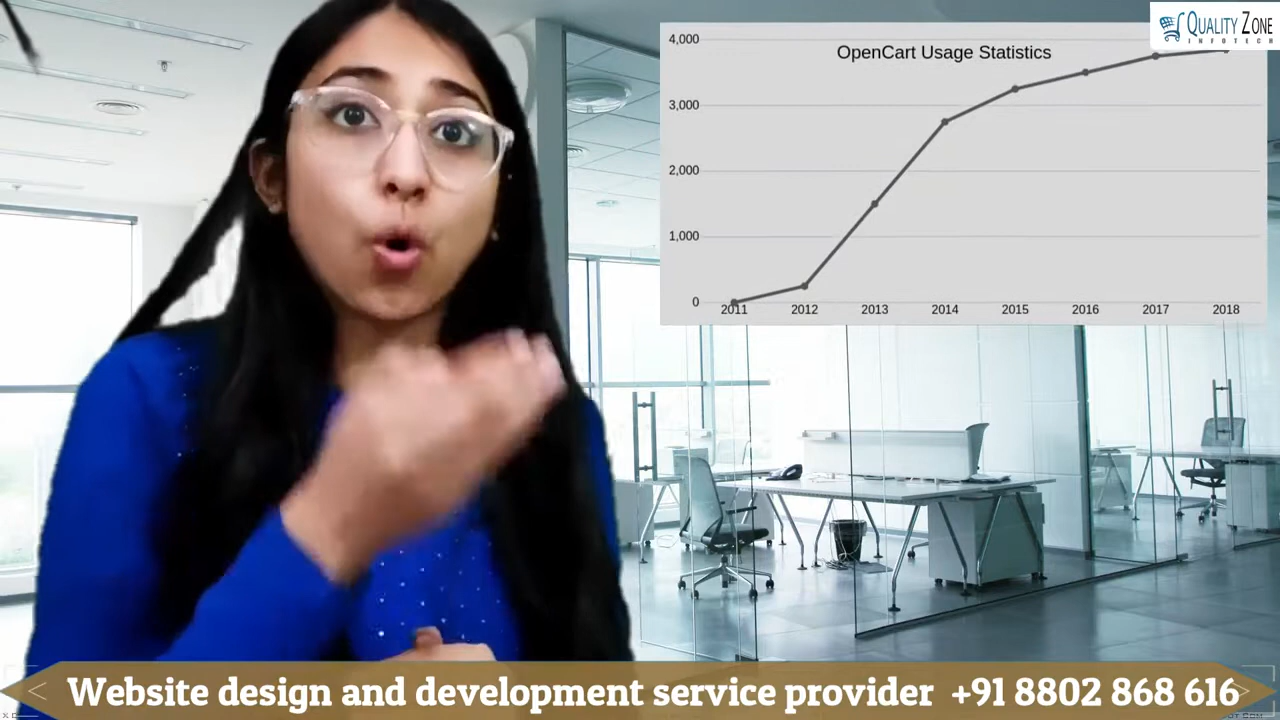 QUALITY ZONE
INFOTECH
OpenCart Usage Statistics
4,000
3,000
2,000
1,000
0
2011 2012 2013 2014 2015 2016 2017 2018
Website design and development service provider +91 8802 868 616